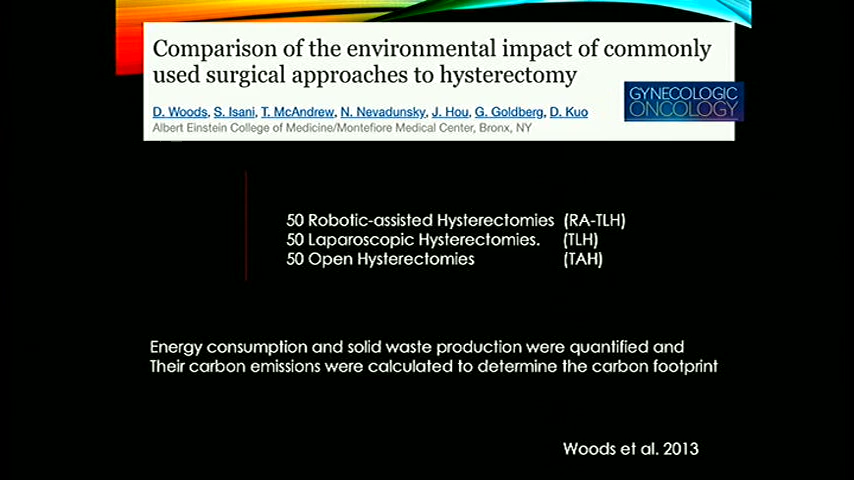 Comparison of the environmental impact of commonly
used surgical approaches to hysterectomy
D. Woods, S. Isani, T. McAndrew, N. Nevadunsky, J. Hou, G. Goldberg, D. Kuo
Albert Einstein College of Medicine/Montefiore Medical Center, Bronx, NY
GYNECOLOGIC
ONCOLOGY
50 Robotic-assisted Hysterectomies (RA-TLH)
50 Laparoscopic Hysterectomies. (TLH)
50 Open Hysterectomies (TAH)
Energy consumption and solid waste production were quantified and
Their carbon emissions were calculated to determine the carbon footprint
Woods et al. 2013